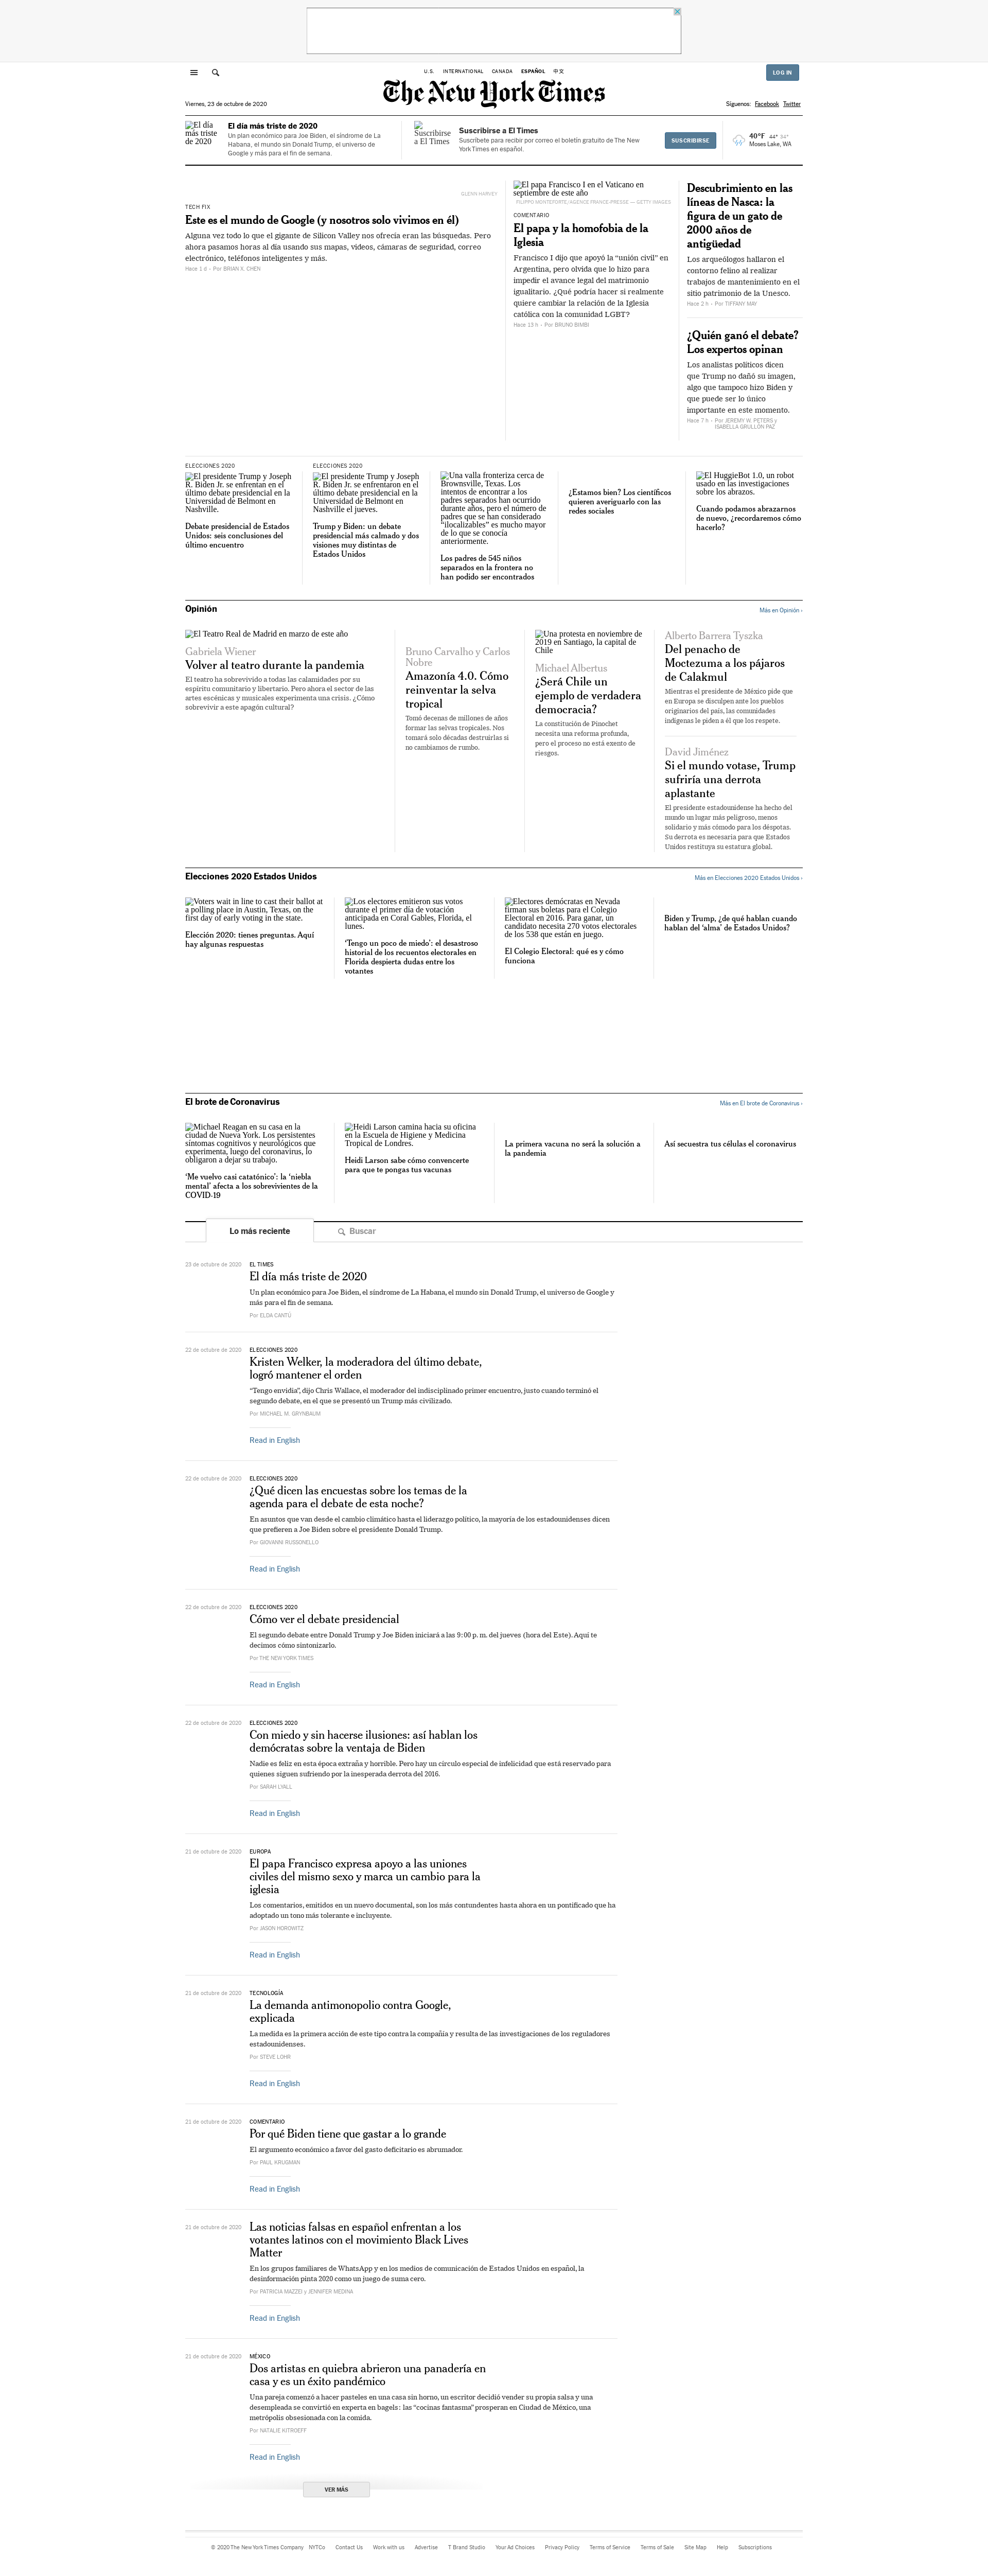 U.S. INTERNATIONAL CANADA ESPAÑOL 中文
LOG IN
The New York Times
Viernes, 23 de octubre de 2020
Síguenos: Facebook Twitter
El día
más triste
de 2020
El día más triste de 2020
Un plan económico para Joe Biden, el síndrome de La
Habana, el mundo sin Donald Trump, el universo de
Google y más para el fin de semana.
Suscribirse
a El Times
Suscribirse a El Times
Suscríbete para recibir por correo el boletín gratuito de The New
York Times en español.
SUSCRIBIRSE
40°F 44° 34°
Moses Lake, WA
GLENN HARVEY
TECH FIX
Este es el mundo de Google (y nosotros solo vivimos en él)
Alguna vez todo lo que el gigante de Silicon Valley nos ofrecía eran las búsquedas. Pero
ahora pasamos horas al día usando sus mapas, videos, cámaras de seguridad, correo
electrónico, teléfonos inteligentes y más.
Hace 1 d - Por BRIAN X. CHEN
El papa Francisco I en el Vaticano en
septiembre de este año
FILIPPO MONTEFORTE/AGENCE FRANCE-PRESSE — GETTY IMAGES
COMENTARIO
El papa y la homofobia de la
Iglesia
Francisco I dijo que apoyó la “unión civil” en
Argentina, pero olvida que lo hizo para
impedir el avance legal del matrimonio
igualitario. ¿Qué podría hacer si realmente
quiere cambiar la relación de la Iglesia
católica con la comunidad LGBT?
Hace 13 h - Por BRUNO BIMBI
Descubrimiento en las
líneas de Nasca: la
figura de un gato de
2000 años de
antigüedad
Los arqueólogos hallaron el
contorno felino al realizar
trabajos de mantenimiento en el
sitio patrimonio de la Unesco.
Hace 2 h - Por TIFFANY MAY
¿Quién ganó el debate?
Los expertos opinan
Los analistas políticos dicen
que Trump no dañó su imagen,
algo que tampoco hizo Biden y
que puede ser lo único
importante en este momento.
Hace 7 h - Por JEREMY W. PETERS y
ISABELLA GRULLÓN PAZ
ELECCIONES 2020
El presidente Trump y Joseph
R. Biden Jr. se enfrentan en el
último debate presidencial en la
Universidad de Belmont en
Nashville.
Debate presidencial de Estados
Unidos: seis conclusiones del
último encuentro
ELECCIONES 2020
El presidente Trump y Joseph
R. Biden Jr. se enfrentaron en el
último debate presidencial en la
Universidad de Belmont en
Nashville el jueves.
Trump y Biden: un debate
presidencial más calmado y dos
visiones muy distintas de
Estados Unidos
Una valla fronteriza cerca de
Brownsville, Texas. Los
intentos de encontrar a los
padres separados han ocurrido
durante años, pero el número de
padres que se han considerado
“ilocalizables” es mucho mayor
de lo que se conocía
anteriormente.
Los padres de 545 niños
separados en la frontera no
han podido ser encontrados
¿Estamos bien? Los científicos
quieren averiguarlo con las
redes sociales
El HuggieBot 1.0, un robot
usado en las investigaciones
sobre los abrazos.
Cuando podamos abrazarnos
de nuevo, ¿recordaremos cómo
hacerlo?
Opinión
Más en Opinión ›
El Teatro Real de Madrid en marzo de este año
Gabriela Wiener
Volver al teatro durante la pandemia
El teatro ha sobrevivido a todas las calamidades por su
espíritu comunitario y libertario. Pero ahora el sector de las
artes escénicas y musicales experimenta una crisis. ¿Cómo
sobrevivir a este apagón cultural?
Bruno Carvalho y Carlos
Nobre
Amazonía 4.0. Cómo
reinventar la selva
tropical
Tomó decenas de millones de años
formar las selvas tropicales. Nos
tomará solo décadas destruirlas si
no cambiamos de rumbo.
Una protesta en noviembre de
2019 en Santiago, la capital de
Chile
Michael Albertus
¿Será Chile un
ejemplo de verdadera
democracia?
La constitución de Pinochet
necesita una reforma profunda,
pero el proceso no está exento de
riesgos.
Alberto Barrera Tyszka
Del penacho de
Moctezuma a los pájaros
de Calakmul
Mientras el presidente de México pide que
en Europa se disculpen ante los pueblos
originarios del país, las comunidades
indígenas le piden a él que los respete.
David Jiménez
Si el mundo votase, Trump
sufriría una derrota
aplastante
El presidente estadounidense ha hecho del
mundo un lugar más peligroso, menos
solidario y más cómodo para los déspotas.
Su derrota es necesaria para que Estados
Unidos restituya su estatura global.
Elecciones 2020 Estados Unidos
Más en Elecciones 2020 Estados Unidos ›
Voters wait in line to cast their ballot at
a polling place in Austin, Texas, on the
first day of early voting in the state.
Elección 2020: tienes preguntas. Aquí
hay algunas respuestas
Los electores emitieron sus votos
durante el primer día de votación
anticipada en Coral Gables, Florida, el
lunes.
‘Tengo un poco de miedo’: el desastroso
historial de los recuentos electorales en
Florida despierta dudas entre los
votantes
Electores demócratas en Nevada
firman sus boletas para el Colegio
Electoral en 2016. Para ganar, un
candidato necesita 270 votos electorales
de los 538 que están en juego.
El Colegio Electoral: qué es y cómo
funciona
Biden y Trump, ¿de qué hablan cuando
hablan del ‘alma’ de Estados Unidos?
El brote de Coronavirus
Más en El brote de Coronavirus ›
Michael Reagan en su casa en la
ciudad de Nueva York. Los persistentes
síntomas cognitivos y neurológicos que
experimenta, luego del coronavirus, lo
obligaron a dejar su trabajo.
‘Me vuelvo casi catatónico’: la ‘niebla
mental’ afecta a los sobrevivientes de la
COVID-19
Heidi Larson camina hacia su oficina
en la Escuela de Higiene y Medicina
Tropical de Londres.
Heidi Larson sabe cómo convencerte
para que te pongas tus vacunas
La primera vacuna no será la solución a
la pandemia
Así secuestra tus células el coronavirus
Lo más reciente
Buscar
23 de octubre de 2020 EL TIMES
El día más triste de 2020
Un plan económico para Joe Biden, el síndrome de La Habana, el mundo sin Donald Trump, el universo de Google y
más para el fin de semana.
Por ELDA CANTÚ
22 de octubre de 2020 ELECCIONES 2020
Kristen Welker, la moderadora del último debate,
logró mantener el orden
“Tengo envidia”, dijo Chris Wallace, el moderador del indisciplinado primer encuentro, justo cuando terminó el
segundo debate, en el que se presentó un Trump más civilizado.
Por MICHAEL M. GRYNBAUM
Read in English
22 de octubre de 2020 ELECCIONES 2020
¿Qué dicen las encuestas sobre los temas de la
agenda para el debate de esta noche?
En asuntos que van desde el cambio climático hasta el liderazgo político, la mayoría de los estadounidenses dicen
que prefieren a Joe Biden sobre el presidente Donald Trump.
Por GIOVANNI RUSSONELLO
Read in English
22 de octubre de 2020 ELECCIONES 2020
Cómo ver el debate presidencial
El segundo debate entre Donald Trump y Joe Biden iniciará a las 9:00 p. m. del jueves (hora del Este). Aquí te
decimos cómo sintonizarlo.
Por THE NEW YORK TIMES
Read in English
22 de octubre de 2020 ELECCIONES 2020
Con miedo y sin hacerse ilusiones: así hablan los
demócratas sobre la ventaja de Biden
Nadie es feliz en esta época extraña y horrible. Pero hay un círculo especial de infelicidad que está reservado para
quienes siguen sufriendo por la inesperada derrota del 2016.
Por SARAH LYALL
Read in English
21 de octubre de 2020 EUROPA
El papa Francisco expresa apoyo a las uniones
civiles del mismo sexo y marca un cambio para la
iglesia
Los comentarios, emitidos en un nuevo documental, son los más contundentes hasta ahora en un pontificado que ha
adoptado un tono más tolerante e incluyente.
Por JASON HOROWITZ
Read in English
21 de octubre de 2020 TECNOLOGÍA
La demanda antimonopolio contra Google,
explicada
La medida es la primera acción de este tipo contra la compañía y resulta de las investigaciones de los reguladores
estadounidenses.
Por STEVE LOHR
Read in English
21 de octubre de 2020 COMENTARIO
Por qué Biden tiene que gastar a lo grande
El argumento económico a favor del gasto deficitario es abrumador.
Por PAUL KRUGMAN
Read in English
21 de octubre de 2020
Las noticias falsas en español enfrentan a los
votantes latinos con el movimiento Black Lives
Matter
En los grupos familiares de WhatsApp y en los medios de comunicación de Estados Unidos en español, la
desinformación pinta 2020 como un juego de suma cero.
Por PATRICIA MAZZEI y JENNIFER MEDINA
Read in English
21 de octubre de 2020 MÉXICO
Dos artistas en quiebra abrieron una panadería en
casa y es un éxito pandémico
Una pareja comenzó a hacer pasteles en una casa sin horno, un escritor decidió vender su propia salsa y una
desempleada se convirtió en experta en bagels: las “cocinas fantasma” prosperan en Ciudad de México, una
metrópolis obsesionada con la comida.
Por NATALIE KITROEFF
Read in English
VER MÁS
© 2020 The New York Times Company NYTCo Contact Us Work with us Advertise T Brand Studio Your Ad Choices Privacy Policy Terms of Service Terms of Sale Site Map Help Subscriptions